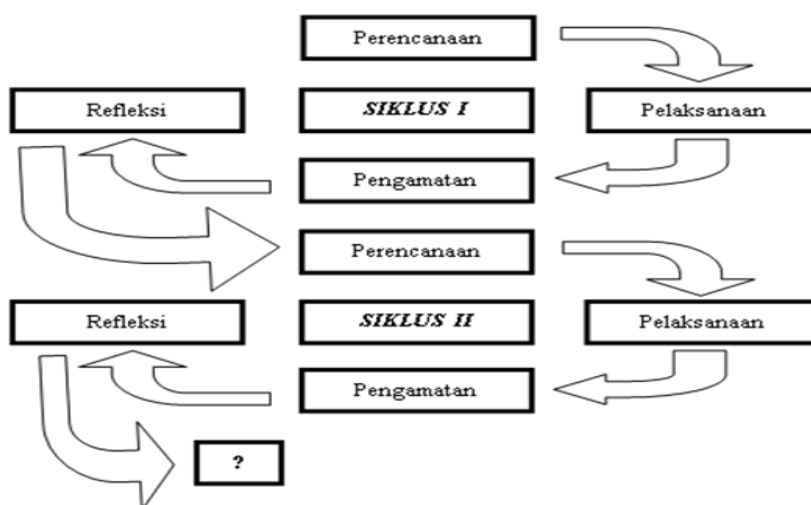 Perencanaan
Refleksi
SIKLUS I
Pelaksanaan
Pengamatan
Perencanaan
Refleksi
SIKLUS II
Pelaksanaan
Pengamatan
?